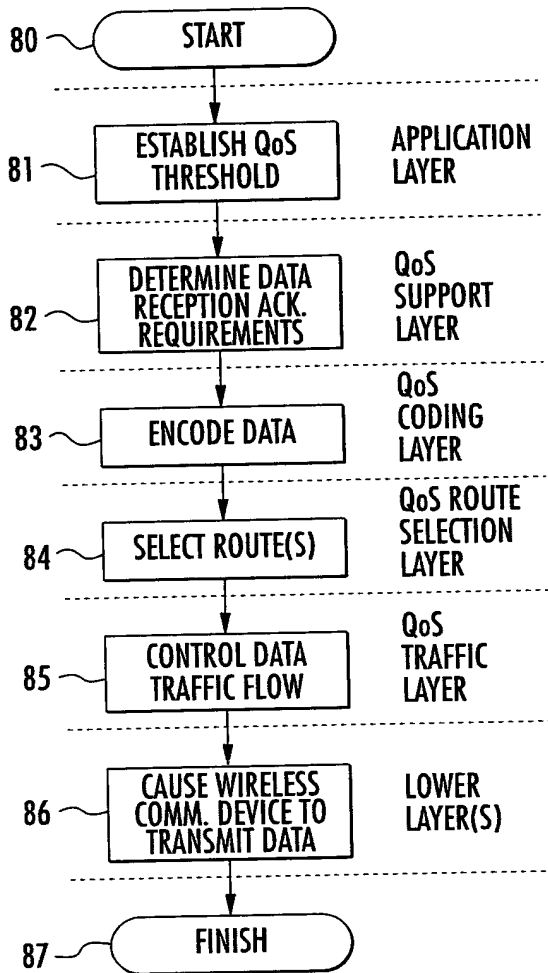 80
START
81
ESTABLISH QoS
THRESHOLD
APPLICATION
LAYER
82
DETERMINE DATA
RECEPTION ACK.
REQUIREMENTS
QoS
SUPPORT
LAYER
83
ENCODE DATA
QoS
CODING
LAYER
84
SELECT ROUTE(S)
QoS ROUTE
SELECTION
LAYER
85
CONTROL DATA
TRAFFIC FLOW
QoS
TRAFFIC
LAYER
86
CAUSE WIRELESS
COMM. DEVICE TO
TRANSMIT DATA
LOWER
LAYER(S)
87
FINISH